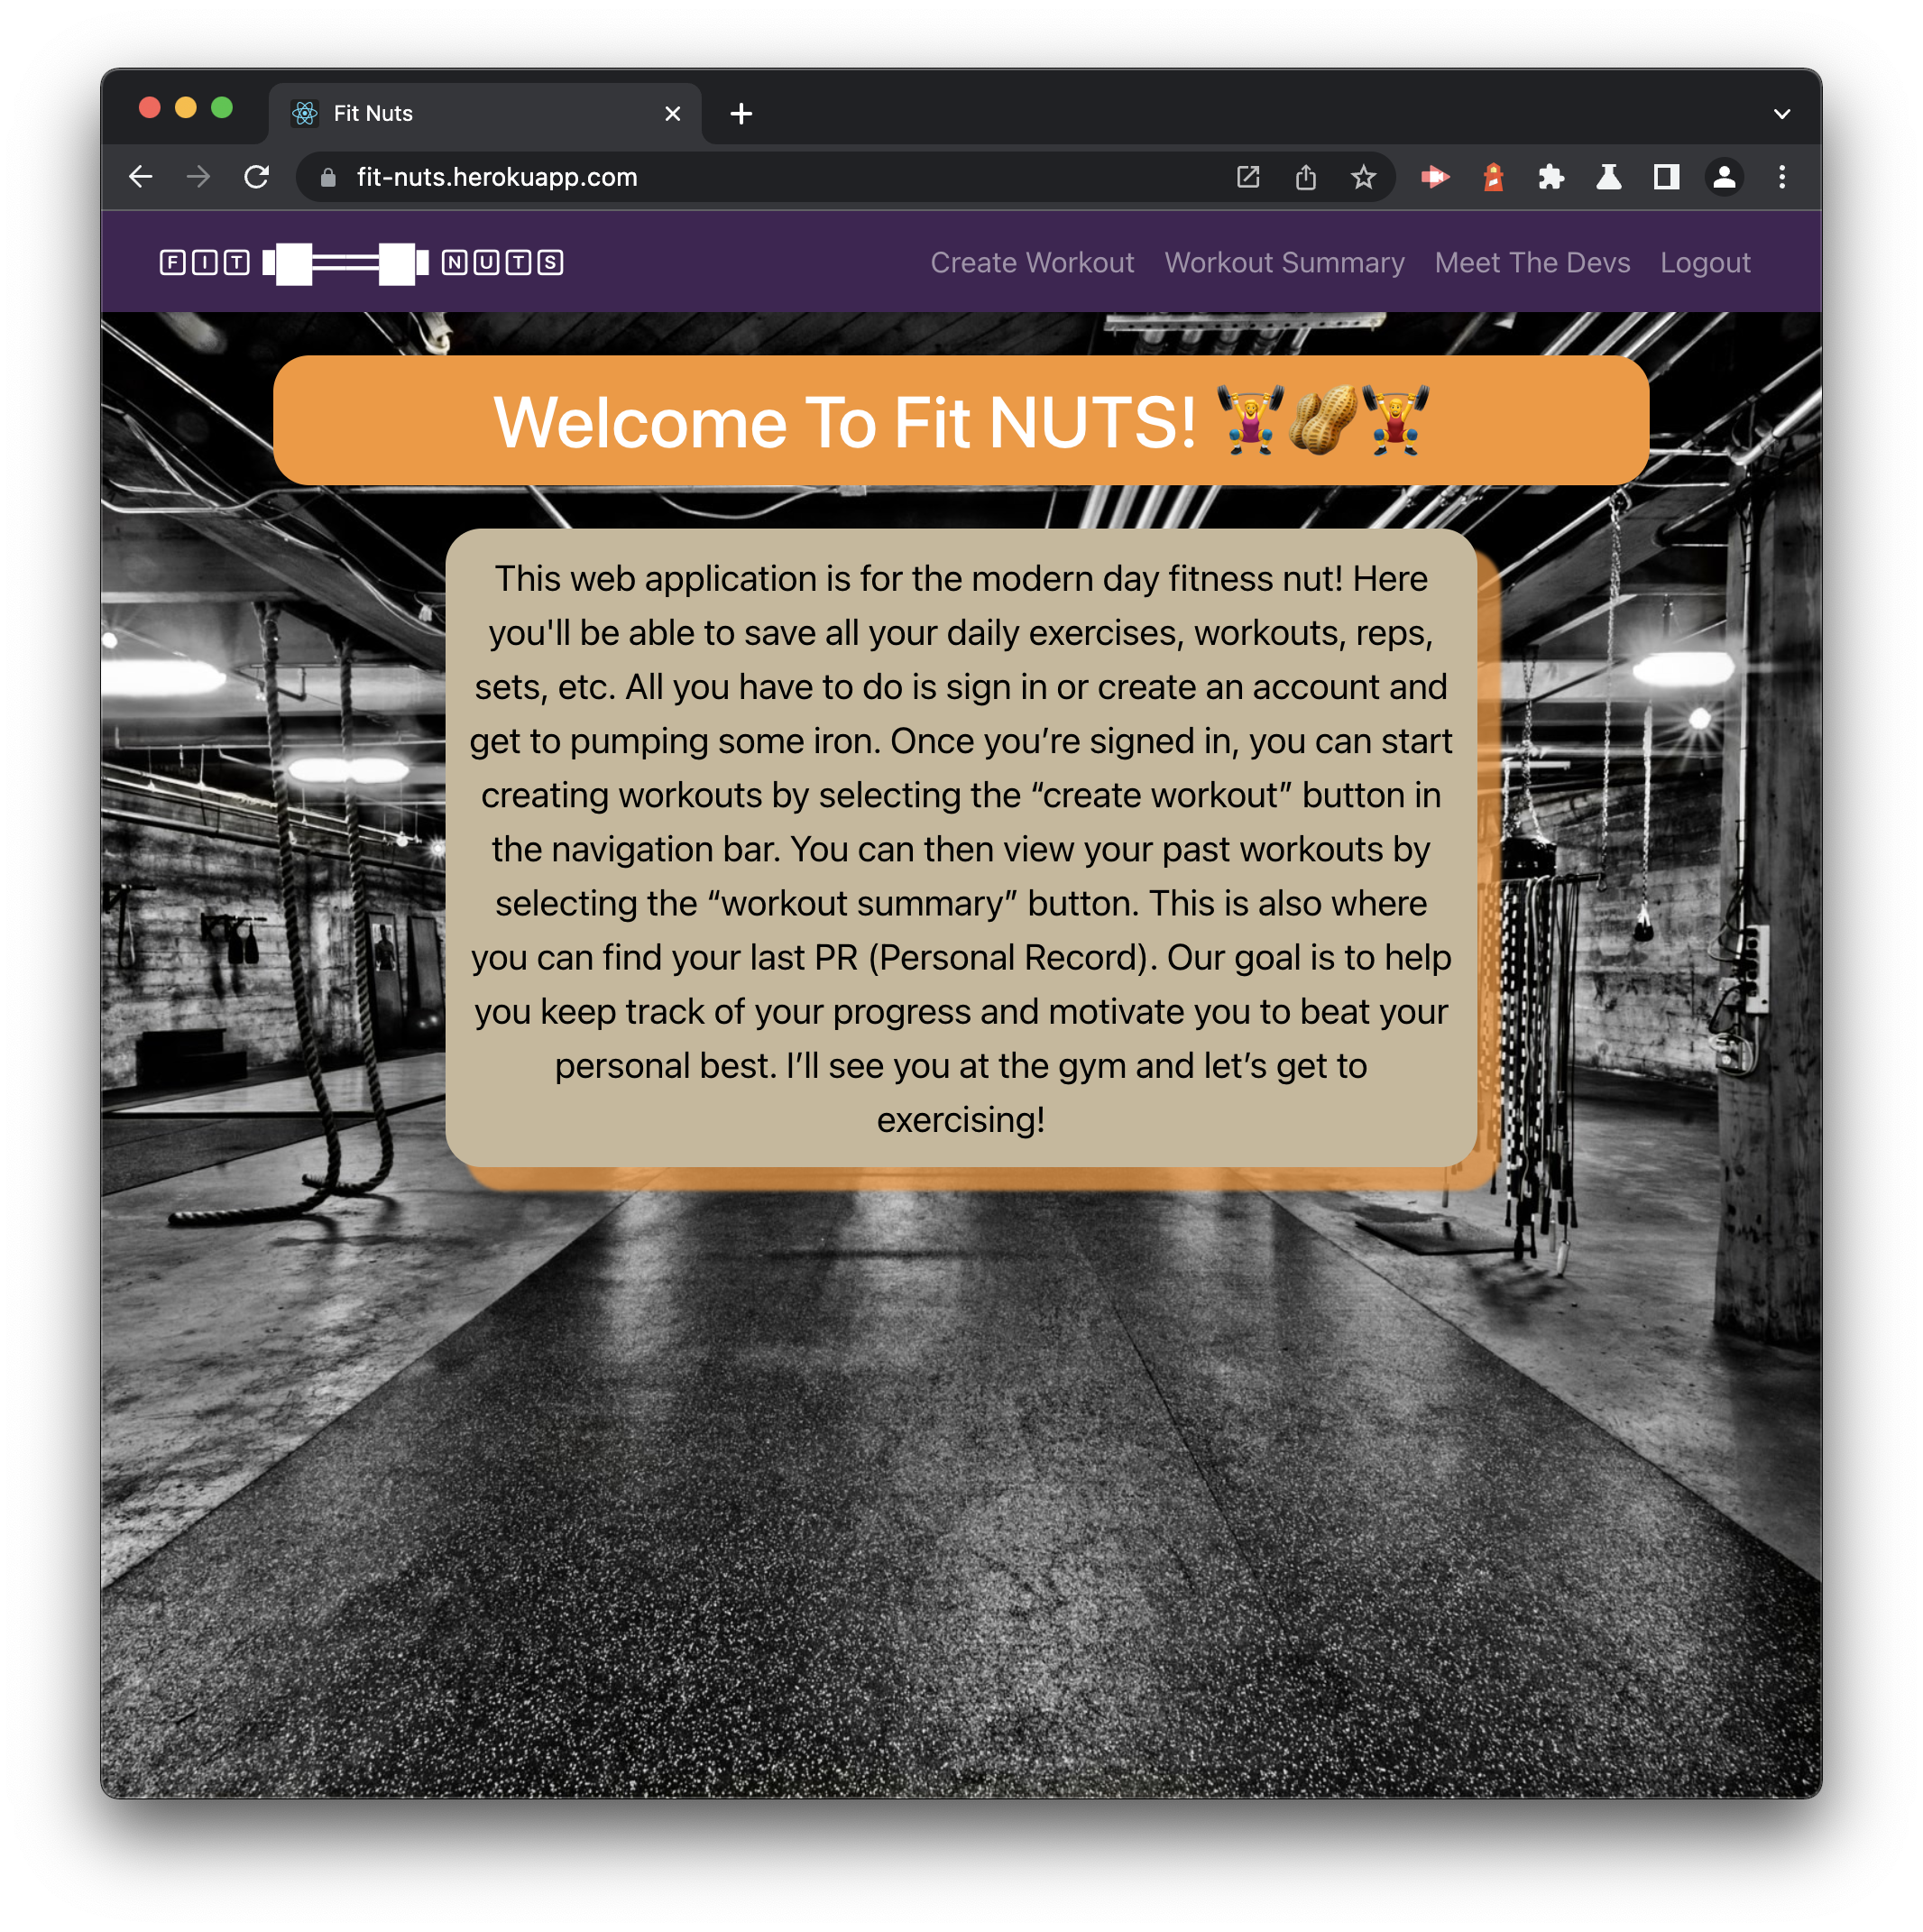 Fit Nuts
fit-nuts.herokuapp.com
FIT NUTS
Create Workout Workout Summary Meet The Devs Logout
Welcome To Fit NUTS! 🏋️‍♀️🥜🏋️
This web application is for the modern day fitness nut! Here
you'll be able to save all your daily exercises, workouts, reps,
sets, etc. All you have to do is sign in or create an account and
get to pumping some iron. Once you’re signed in, you can start
creating workouts by selecting the “create workout” button in
the navigation bar. You can then view your past workouts by
selecting the “workout summary” button. This is also where
you can find your last PR (Personal Record). Our goal is to help
you keep track of your progress and motivate you to beat your
personal best. I’ll see you at the gym and let’s get to
exercising!